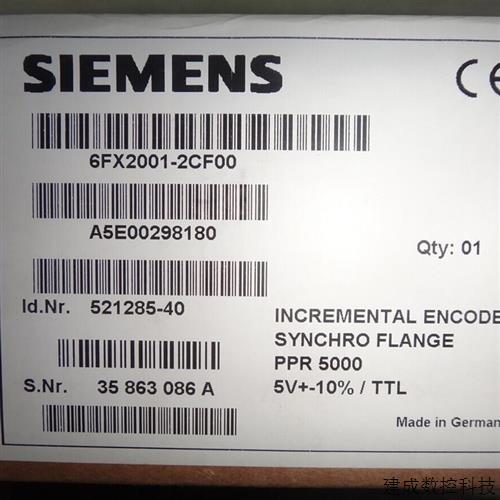 SIEMENS
CE
6FX2001-2CF00
A5E00298180
Qty: 01
Id.Nr. 521285-40
INCREMENTAL ENCODE
SYNCHRO FLANGE
PPR 5000
S.Nr. 35 863 086 A
5V+-10% / TTL
Made in German
建成数控科技